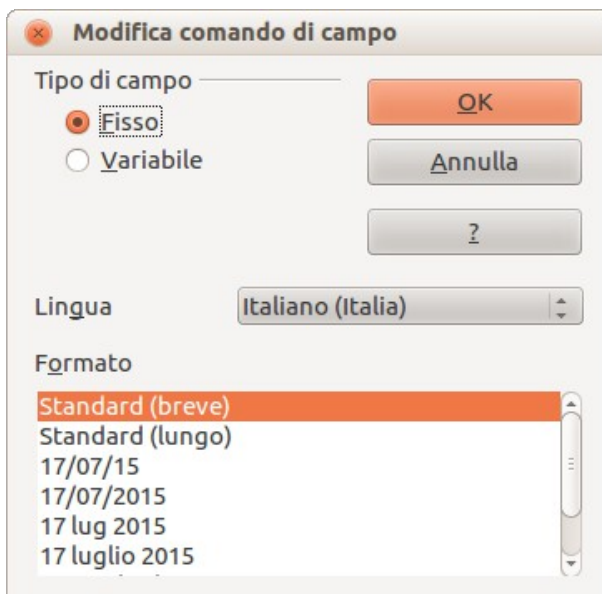 Modifica comando di campo
Tipo di campo
Fisso
Variabile
OK
Annulla
?
Lingua
Italiano (Italia)
Formato
Standard (breve)
Standard (lungo)
17/07/15
17/07/2015
17 lug 2015
17 luglio 2015